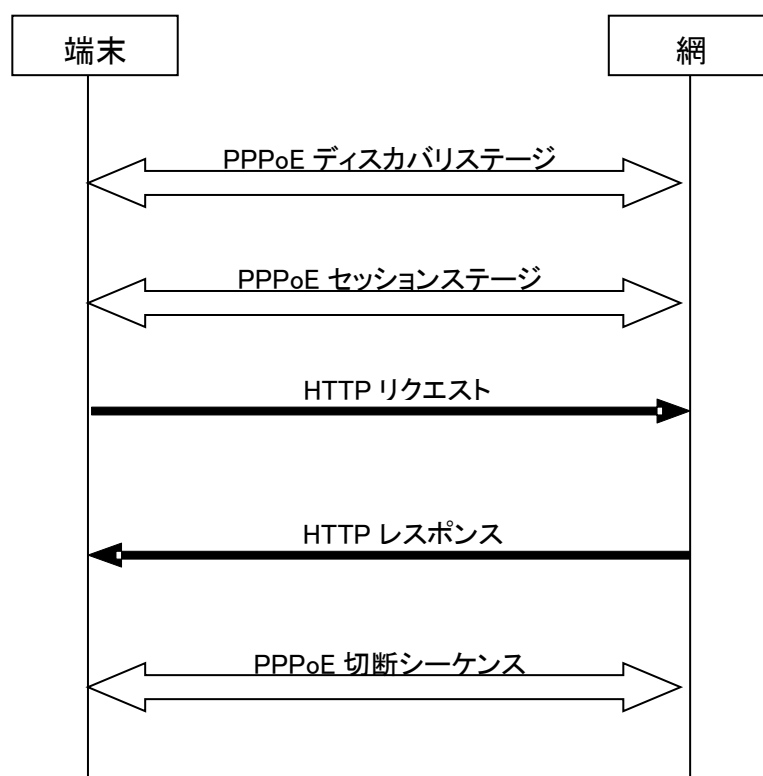 端末
網
PPPoE ディスカバリステージ
PPPoE セッションステージ
HTTP リクエスト
HTTP レスポンス
PPPoE 切断シーケンス